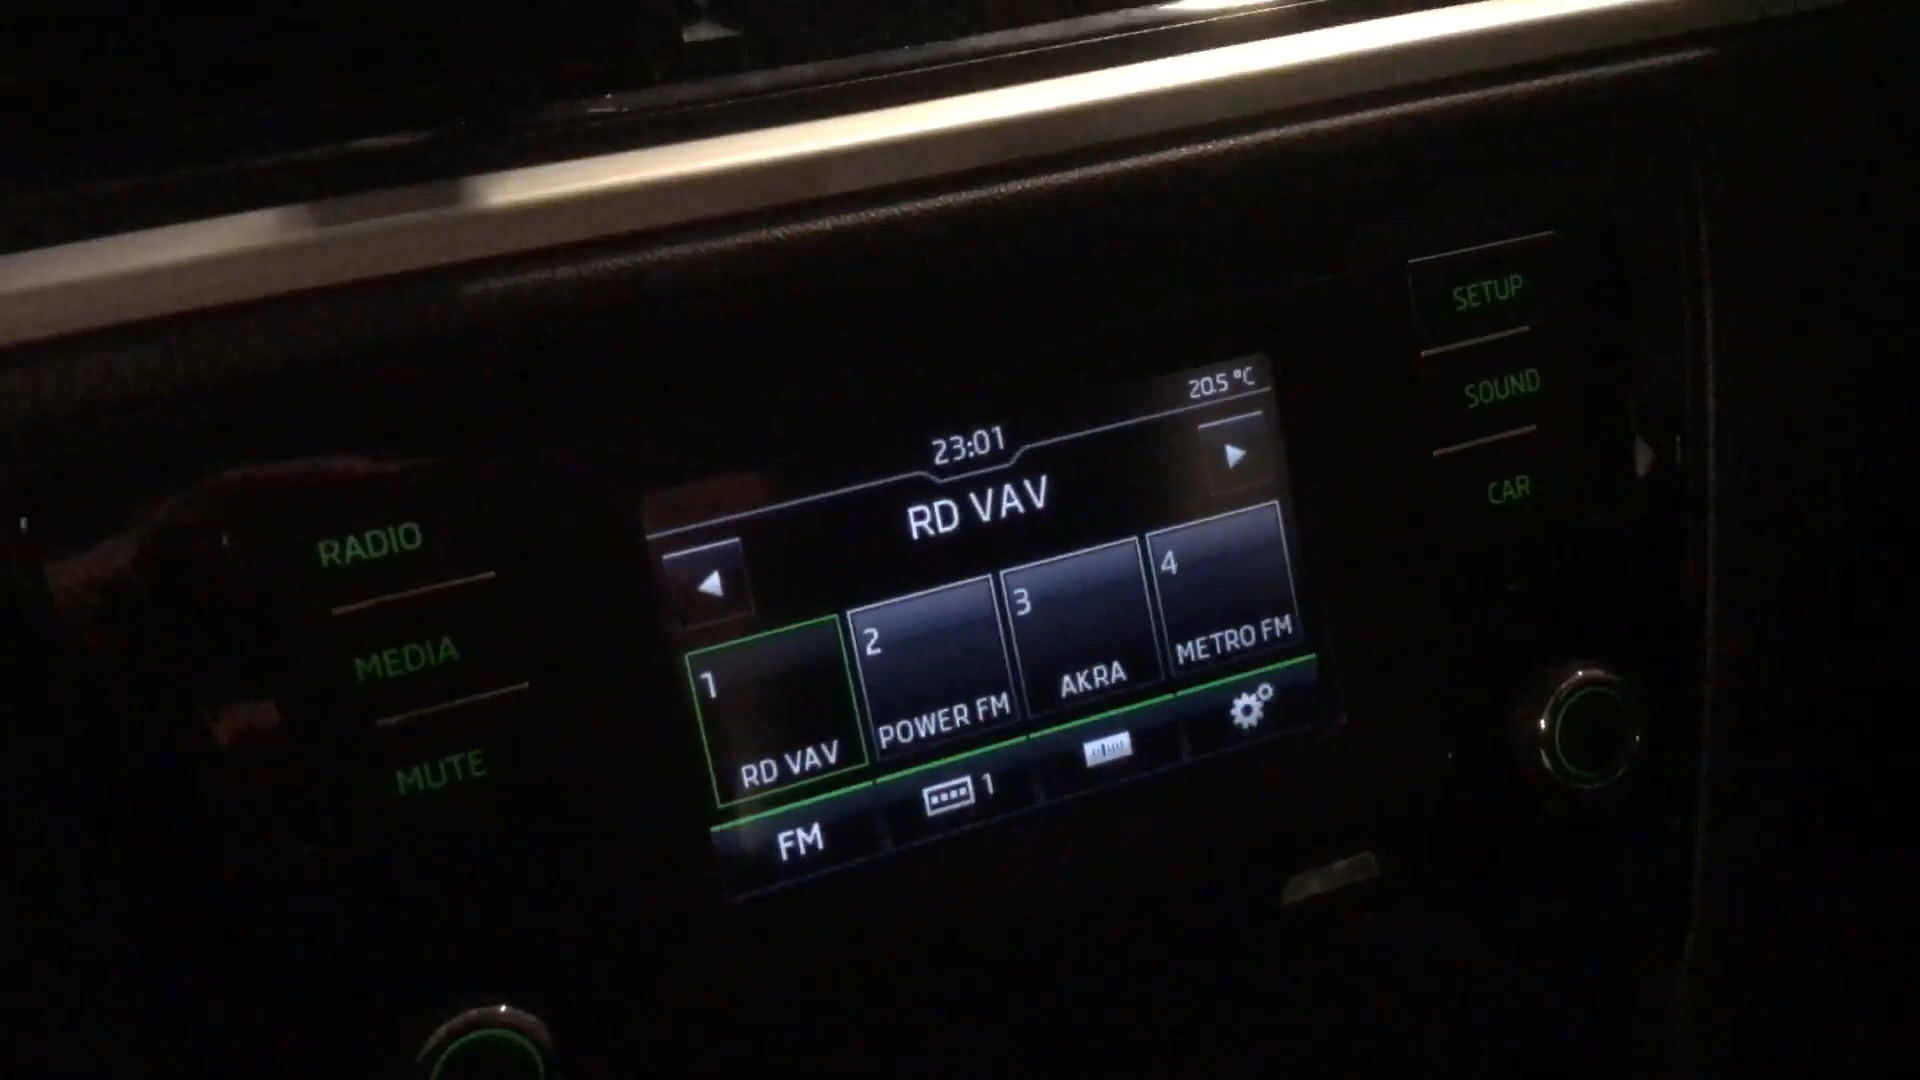 20.5 °C
23:01
RD VAV
1
RD VAV
2
POWER FM
3
AKRA
4
METRO FM
FM
1
RADIO
MEDIA
MUTE
SETUP
SOUND
CAR